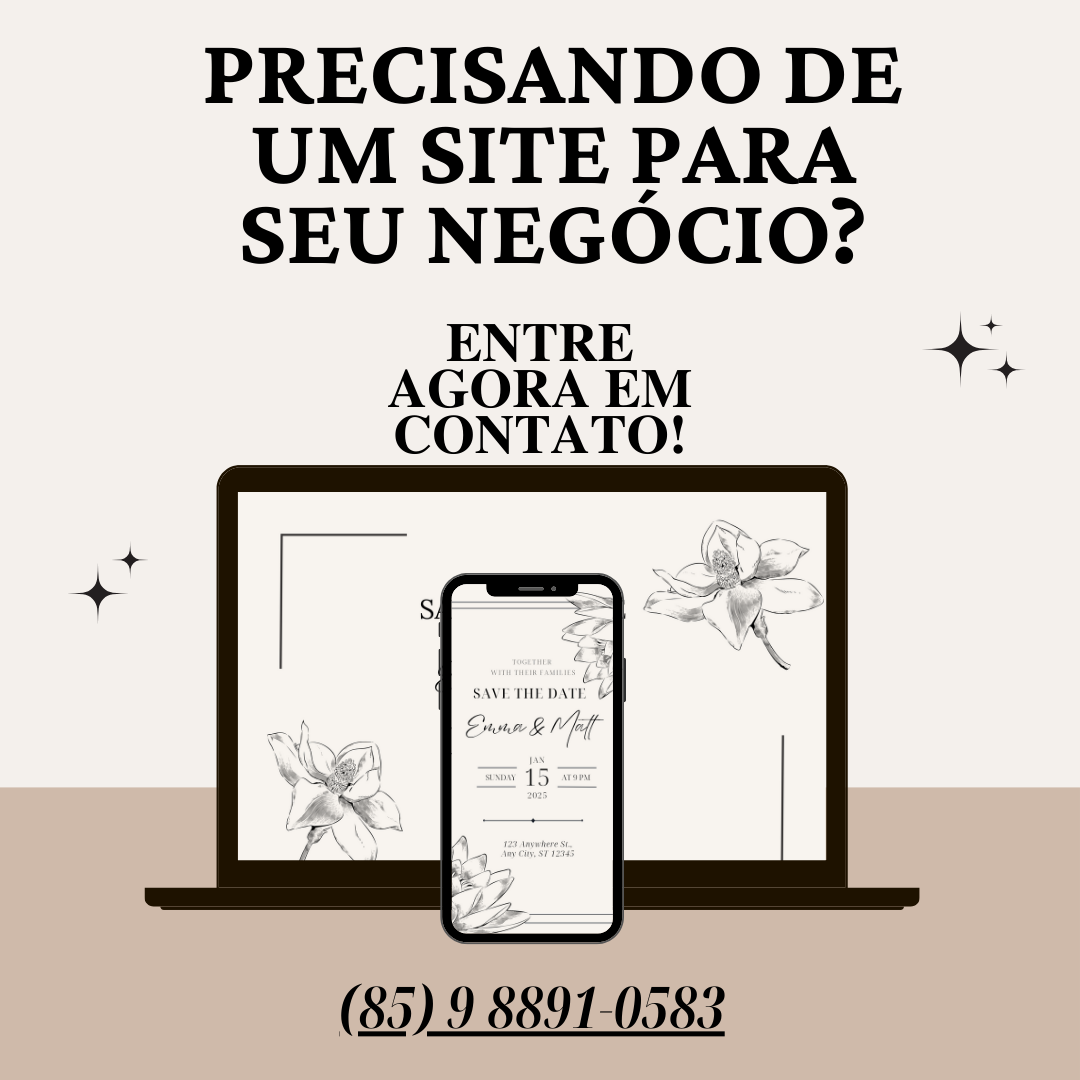 PRECISANDO DE
UM SITE PARA
SEU NEGÓCIO?
ENTRE
AGORA EM
CONTATO!
SA
TOGETHER
WITH THEIR FAMILIES
SAVE THE DATE
Emma & Matt
JAN
SUNDAY 15 AT 9 PM
2025
123 Anywhere St.,
Any City, ST 12345
(85) 9 8891-0583